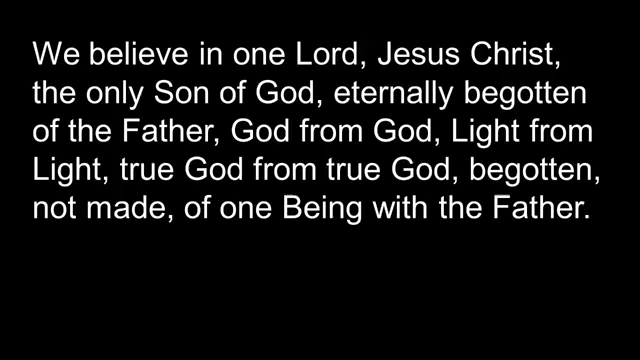 We believe in one Lord, Jesus Christ,
the only Son of God, eternally begotten
of the Father, God from God, Light from
Light, true God from true God, begotten,
not made, of one Being with the Father.